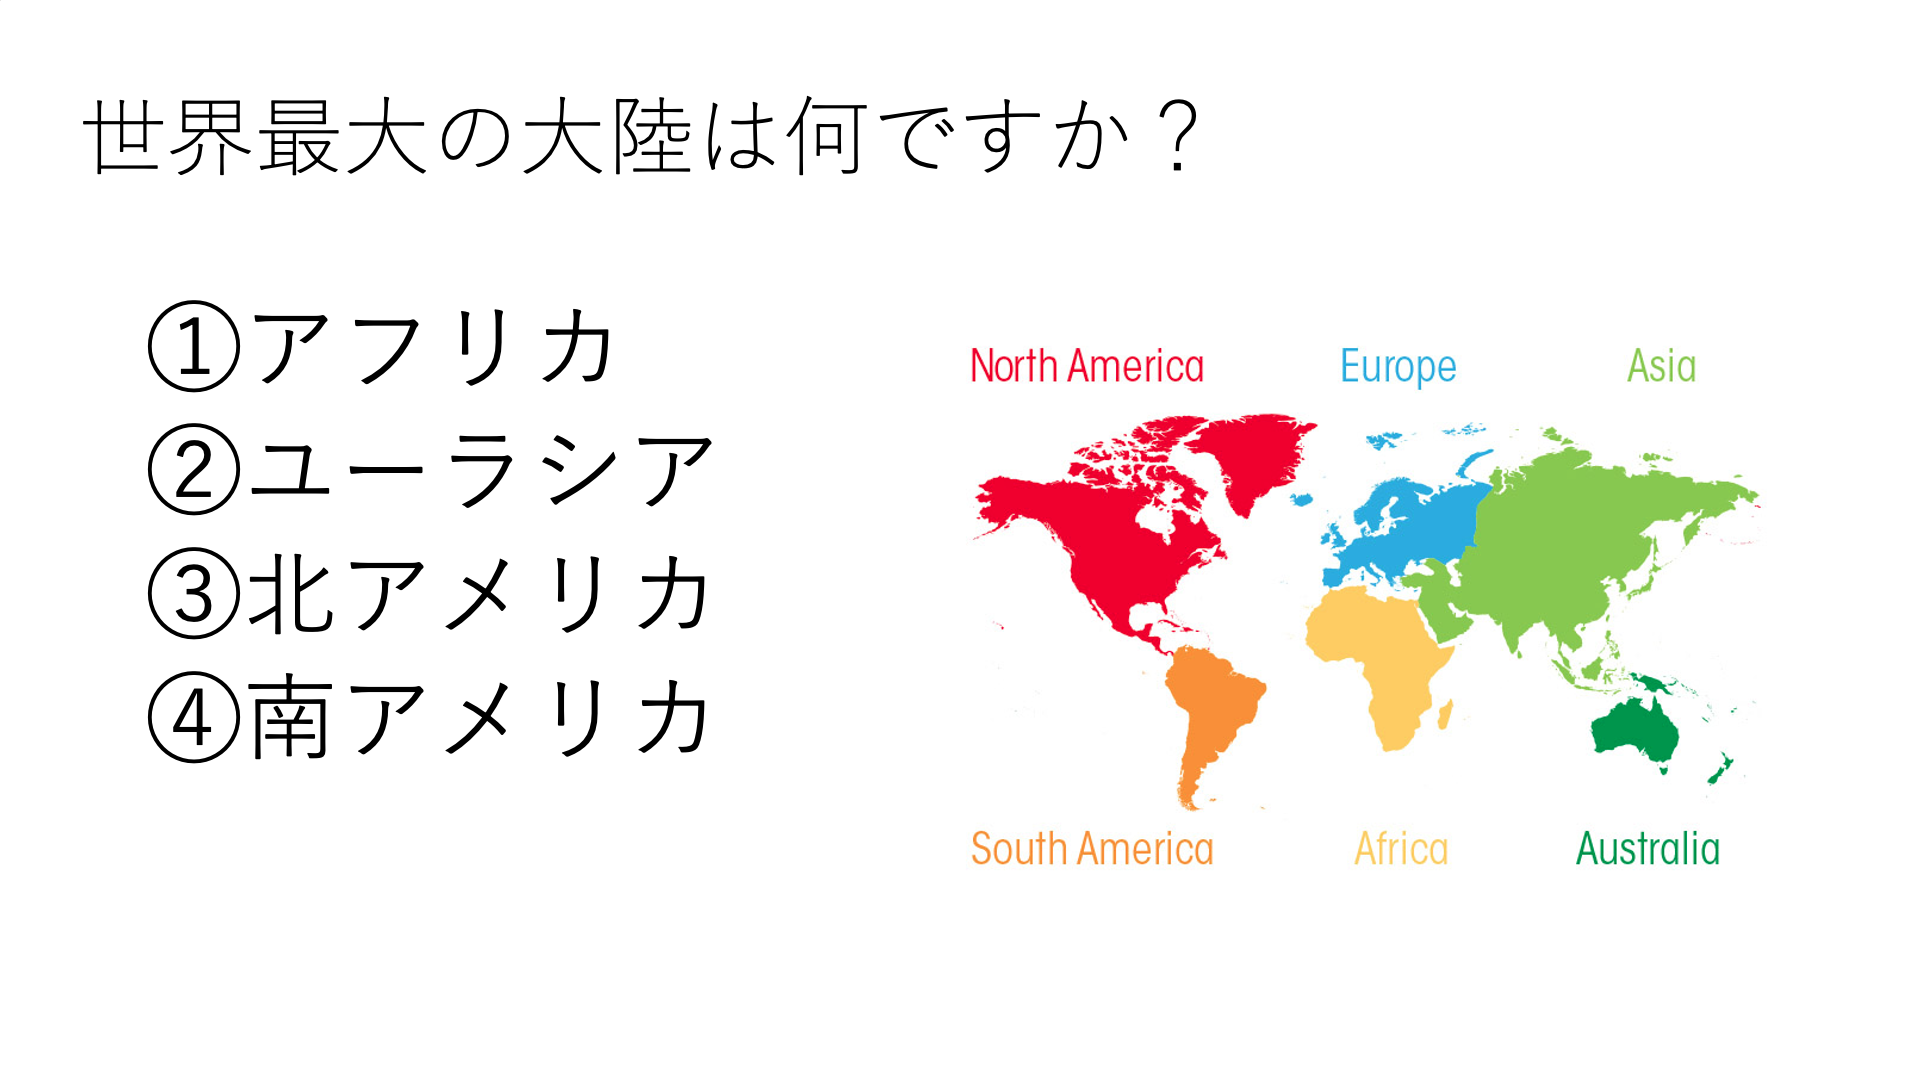 世界最大の大陸は何ですか？
①アフリカ
②ユーラシア
③北アメリカ
④南アメリカ
North America
Europe
Asia
South America
Africa
Australia